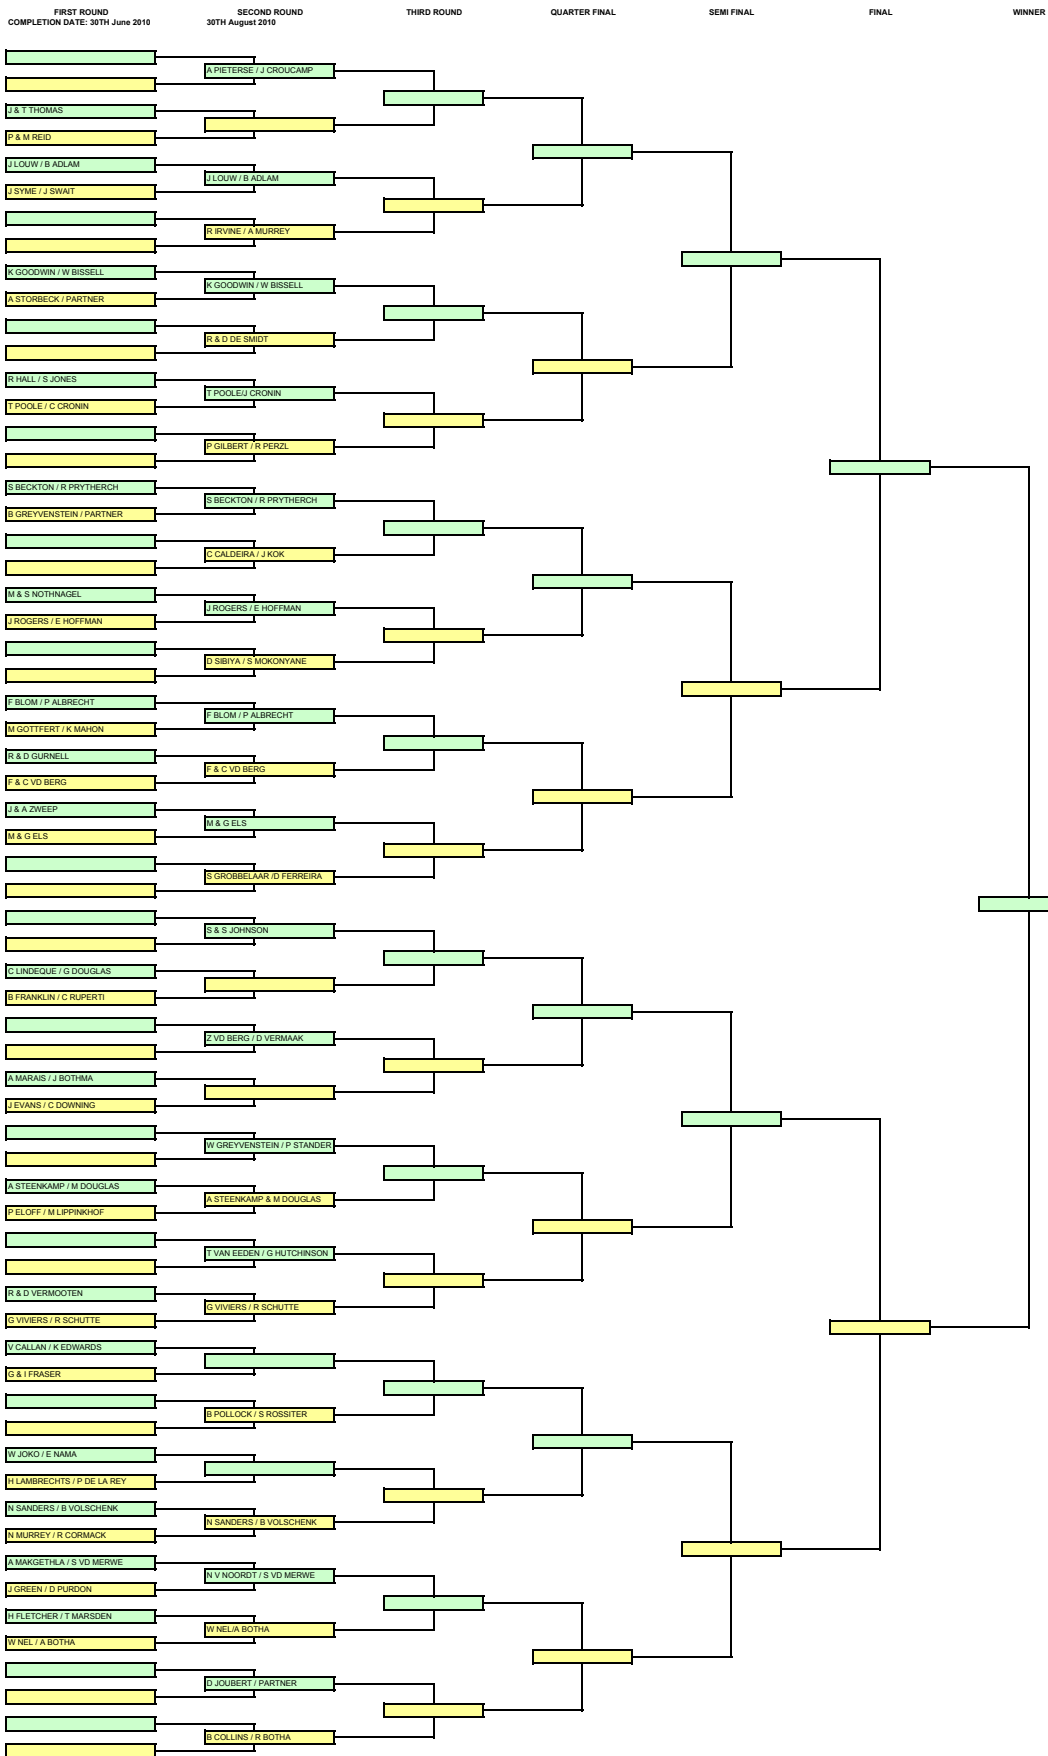 FIRST ROUND
COMPLETION DATE: 30TH June 2010
SECOND ROUND
30TH August 2010
THIRD ROUND
QUARTER FINAL
SEMI FINAL
FINAL
WINNER
A PIETERSE / J CROUCAMP
J & T THOMAS
P & M REID
J LOUW / B ADLAM
J LOUW / B ADLAM
J SYME / J SWAIT
R IRVINE / A MURREY
K GOODWIN / W BISSELL
K GOODWIN / W BISSELL
A STORBECK / PARTNER
R & D DE SMIDT
R HALL / S JONES
T POOLE/J CRONIN
T POOLE / C CRONIN
P GILBERT / R PERZL
S BECKTON / R PRYTHERCH
S BECKTON / R PRYTHERCH
B GREYVENSTEIN / PARTNER
C CALDEIRA / J KOK
M & S NOTHNAGEL
J ROGERS / E HOFFMAN
J ROGERS / E HOFFMAN
D SIBIYA / S MOKONYANE
F BLOM / P ALBRECHT
F BLOM / P ALBRECHT
M GOTTFERT / K MAHON
R & D GURNELL
F & C VD BERG
F & C VD BERG
J & A ZWEEP
M & G ELS
M & G ELS
S GROBBELAAR /D FERREIRA
S & S JOHNSON
C LINDEQUE / G DOUGLAS
B FRANKLIN / C RUPERTI
Z VD BERG / D VERMAAK
A MARAIS / J BOTHMA
J EVANS / C DOWNING
W GREYVENSTEIN / P STANDER
A STEENKAMP / M DOUGLAS
A STEENKAMP & M DOUGLAS
P ELOFF / M LIPPINKHOF
T VAN EEDEN / G HUTCHINSON
R & D VERMOOTEN
G VIVIERS / R SCHUTTE
G VIVIERS / R SCHUTTE
V CALLAN / K EDWARDS
G & I FRASER
B POLLOCK / S ROSSITER
W JOKO / E NAMA
H LAMBRECHTS / P DE LA REY
N SANDERS / B VOLSCHENK
N SANDERS / B VOLSCHENK
N MURREY / R CORMACK
A MAKGETHLA / S VD MERWE
N V NOORDT / S VD MERWE
J GREEN / D PURDON
H FLETCHER / T MARSDEN
W NEL/A BOTHA
W NEL / A BOTHA
D JOUBERT / PARTNER
B COLLINS / R BOTHA